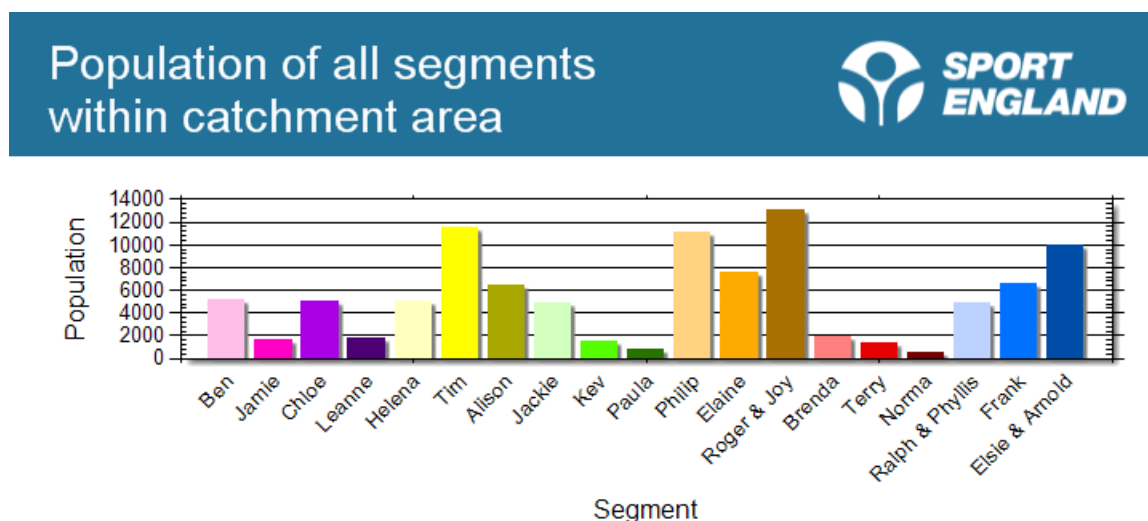 Population of all segments
within catchment area
SPORT
ENGLAND
Population
14000
12000
10000
8000
6000
4000
2000
0
Ben
Jamie
Chloe
Leanne
Helena
Tim
Alison
Jackie
Kev
Paula
Philip
Elaine
Roger & Joy
Brenda
Terry
Norma
Ralph & Phyllis
Frank
Elsie & Arnold
Segment